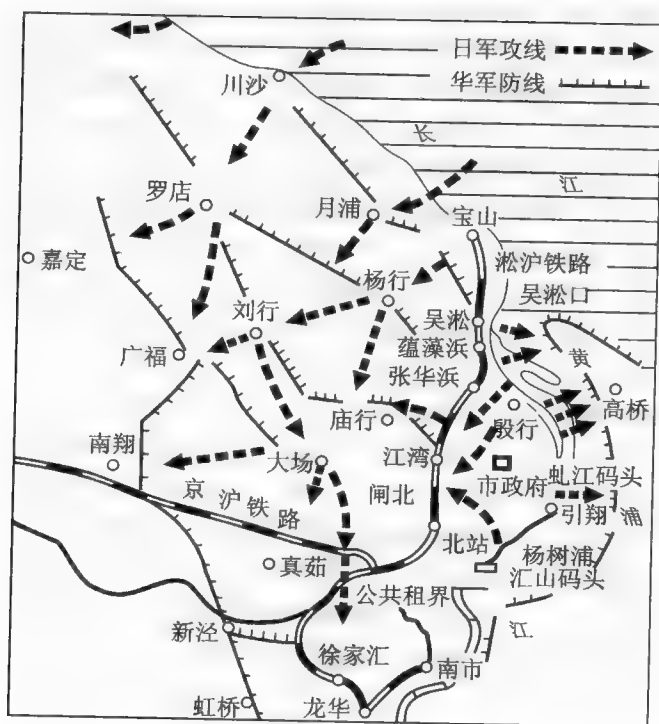 日军攻线
华军防线
川沙
长
江
罗店
月浦
宝山
嘉定
淞沪铁路
吴淞口
杨行
刘行
吴淞
蕴藻浜
广福
张华浜
黄
高桥
殷行
庙行
南翔
大场
江湾
市政府
虬江码头
京沪铁路
闸北
引翔
浦
北站
杨树浦
真茹
汇山码头
公共租界
江
新泾
徐家汇
南市
虹桥
龙华